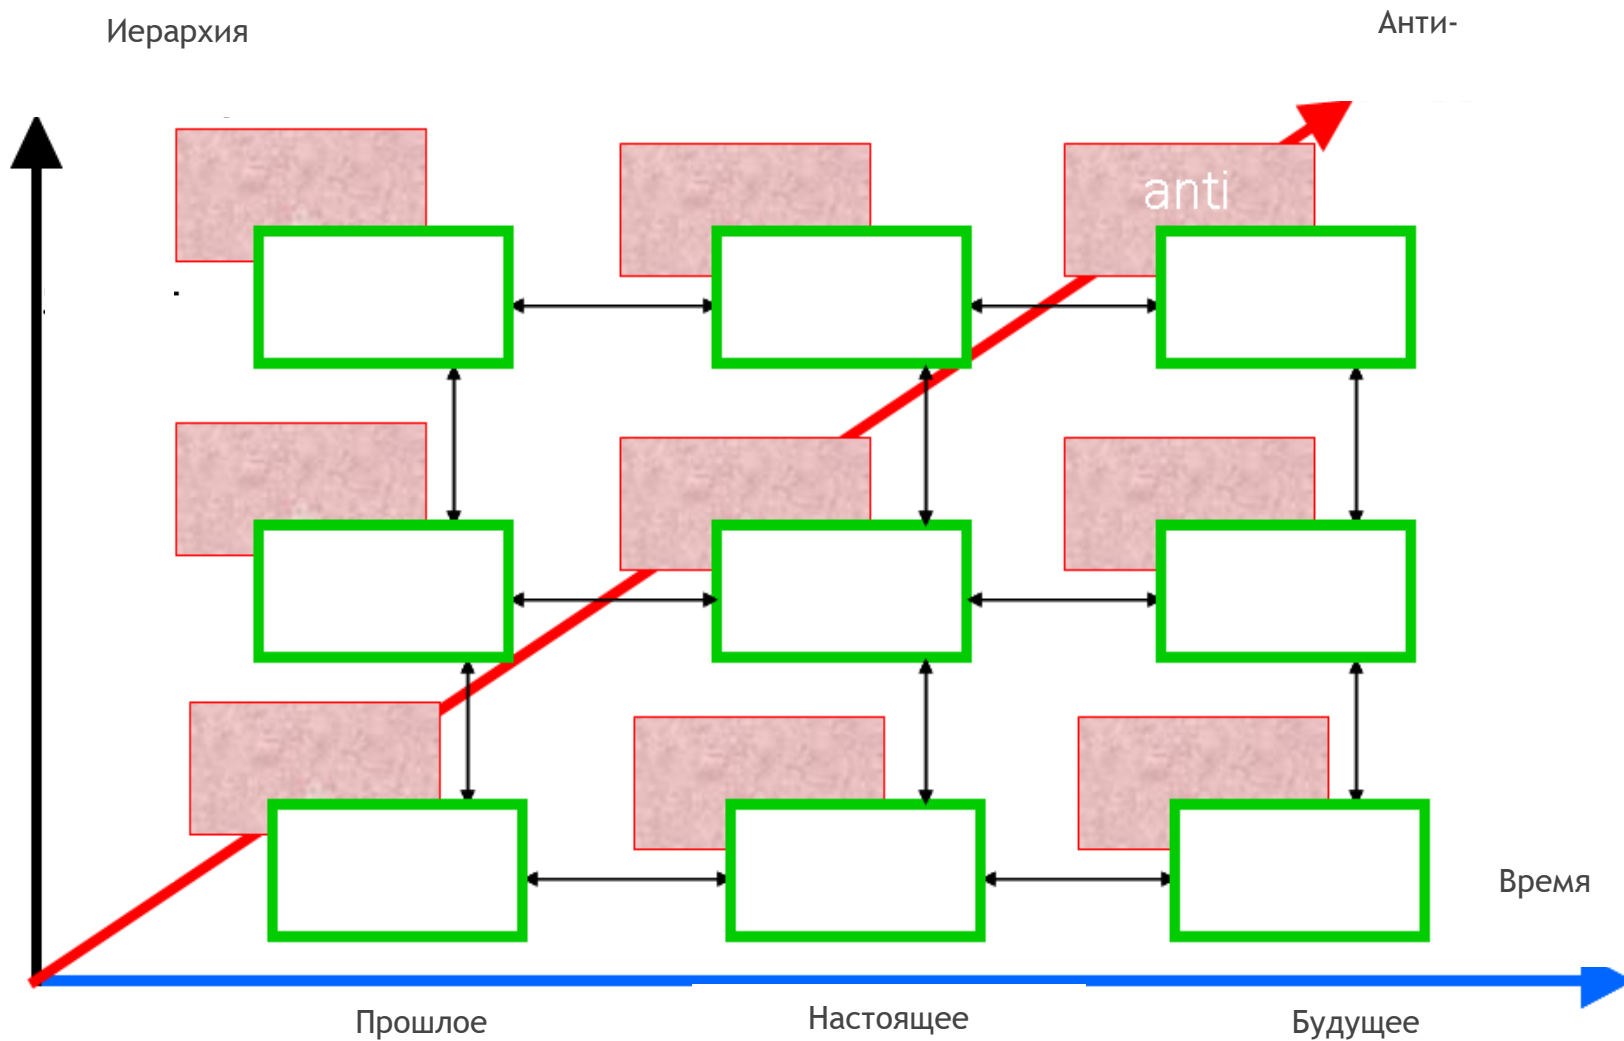 Иерархия
Анти-
anti
Время
Прошлое
Настоящее
Будущее